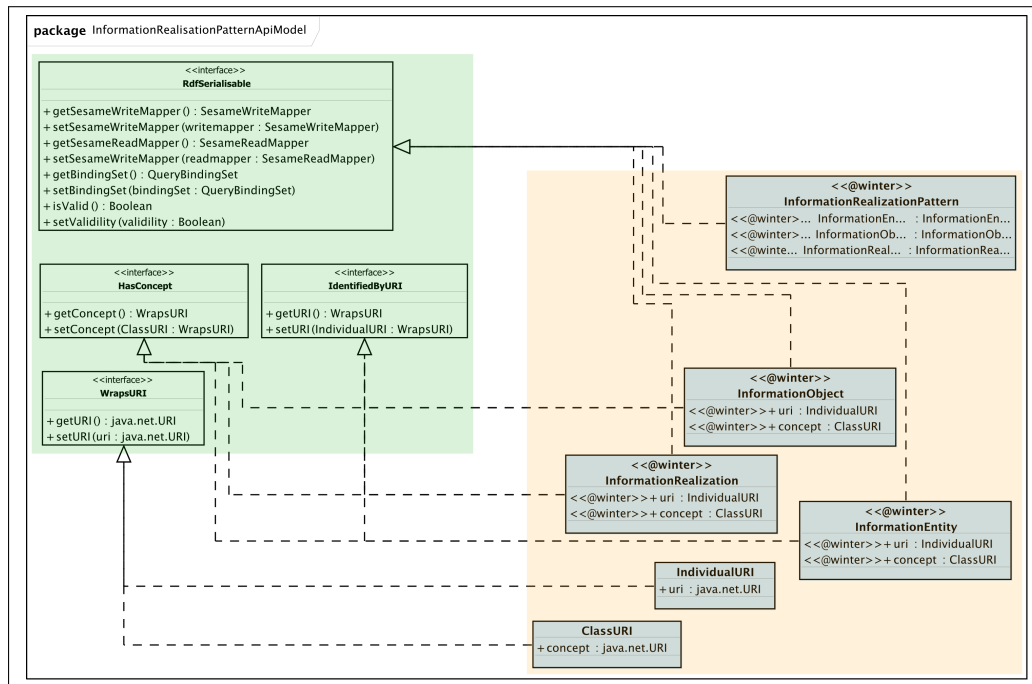 package InformationRealisationPatternApiModel
<<interface>>
RdfSerialisable
+ getSesameWriteMapper () : SesameWriteMapper
+ setSesameWriteMapper (writemapper : SesameWriteMapper)
+ getSesameReadMapper () : SesameReadMapper
+ setSesameWriteMapper (readmapper : SesameReadMapper)
+ getBindingSet () : QueryBindingSet
+ setBindingSet (bindingSet : QueryBindingSet)
+ isValid () : Boolean
+ setValidility (validility : Boolean)
<<@winter>>
InformationRealizationPattern
<<@winter>... InformationEn... : InformationEn...
<<@winter>... InformationOb... : InformationOb...
<<@winte... InformationReal... : InformationRea...
<<interface>>
HasConcept
+ getConcept () : WrapsURI
+ setConcept (ClassURI : WrapsURI)
<<interface>>
IdentifiedByURI
+ getURI () : WrapsURI
+ setURI (IndividualURI : WrapsURI)
<<interface>>
WrapsURI
+ getURI () : java.net.URI
+ setURI (uri : java.net.URI)
<<@winter>>
InformationObject
<<@winter>> + uri : IndividualURI
<<@winter>> + concept : ClassURI
<<@winter>>
InformationRealization
<<@winter>> + uri : IndividualURI
<<@winter>> + concept : ClassURI
<<@winter>>
InformationEntity
<<@winter>> + uri : IndividualURI
<<@winter>> + concept : ClassURI
IndividualURI
+ uri : java.net.URI
ClassURI
+ concept : java.net.URI